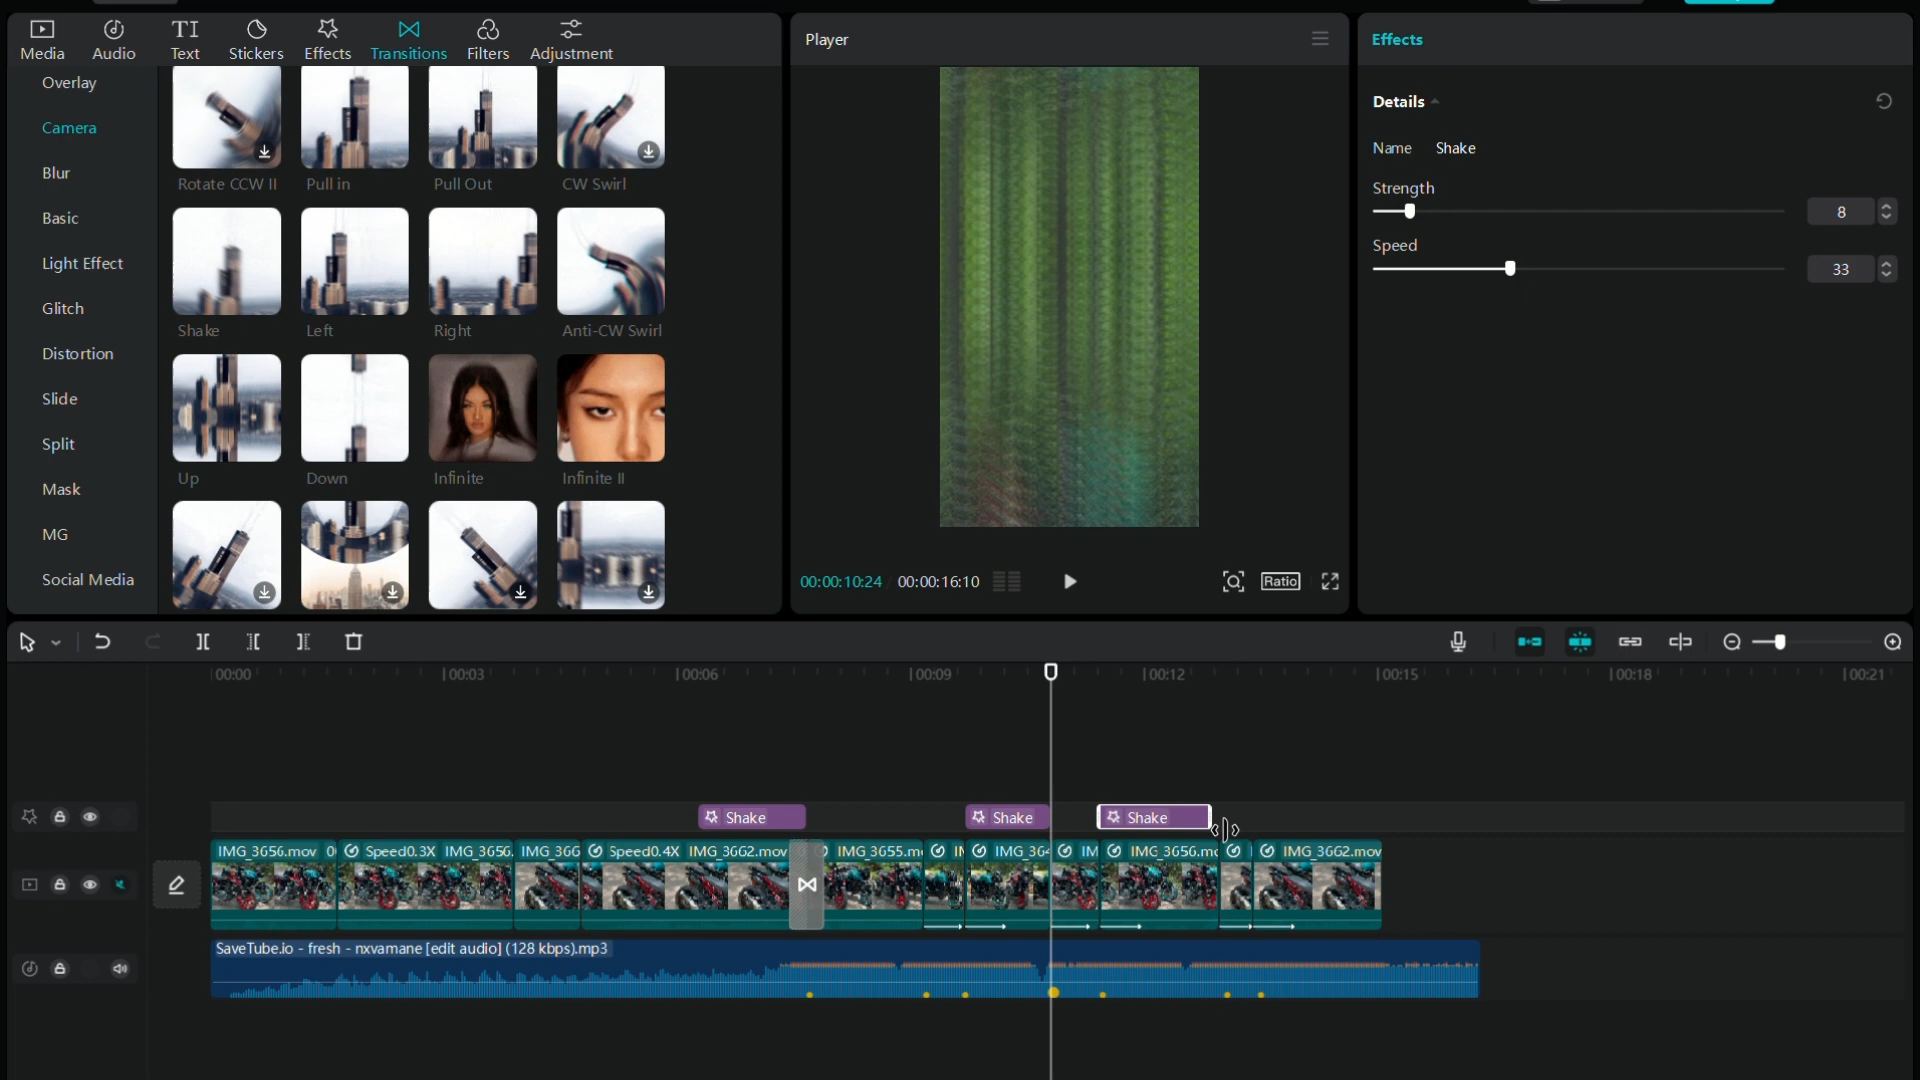 Media
Audio
Text
Stickers
Effects
Transitions
Filters
Adjustment
Overlay
Camera
Blur
Basic
Light Effect
Glitch
Distortion
Slide
Split
Mask
MG
Social Media
Rotate CCW II
Pull in
Pull Out
CW Swirl
Shake
Left
Right
Anti-CW Swirl
Up
Down
Infinite
Infinite II
Player
00:00:10:24
00:00:16:10
Ratio
Effects
Details
Name Shake
Strength
8
Speed
33
00:00
00:03
00:06
00:09
00:12
00:15
00:18
00:21
Shake
Shake
Shake
IMG_3656.mov 0
Speed0.3X IMG_3656.
IMG_366
Speed0.4X IMG_3662.mov
IMG_3655.m
IMG_364
IM
IMG_3656.m
IMG_3662.mov
SaveTube.io - fresh - nxvamane [edit audio] (128 kbps).mp3